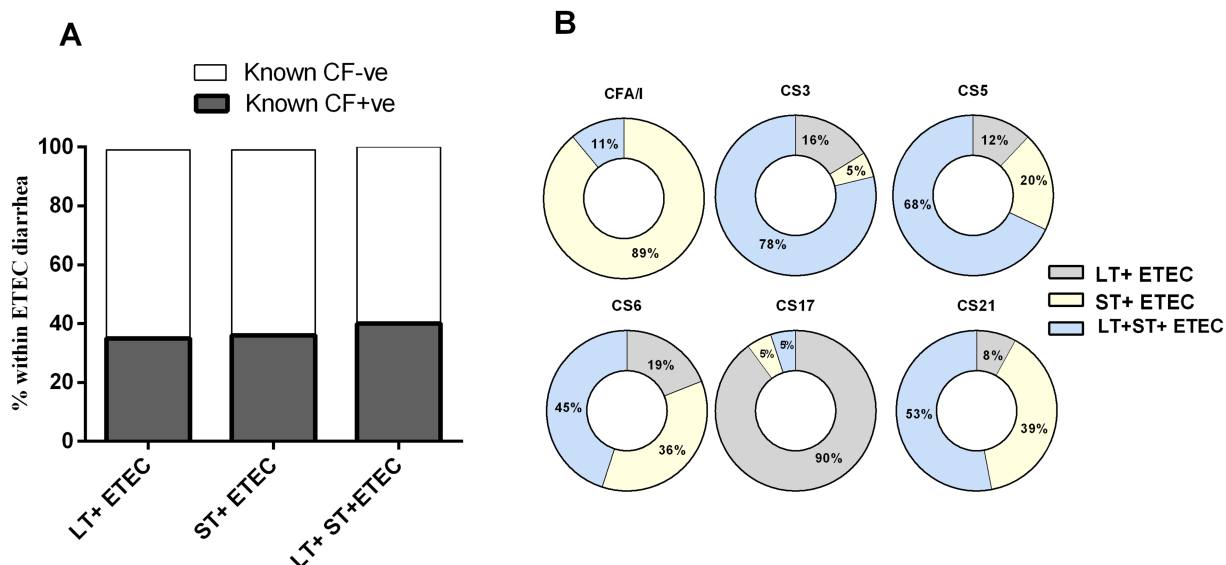 A
Known CF-ve
Known CF+ve
% within ETEC diarrhea
100
80
60
40
20
0
LT+ ETEC
ST+ ETEC
LT+ ST+ETEC
B
CFA/I
11%
89%
CS3
16%
5%
78%
CS5
12%
20%
68%
CS6
19%
45%
36%
CS17
5%
5%
90%
CS21
8%
53%
39%
LT+ ETEC
ST+ ETEC
LT+ST+ ETEC